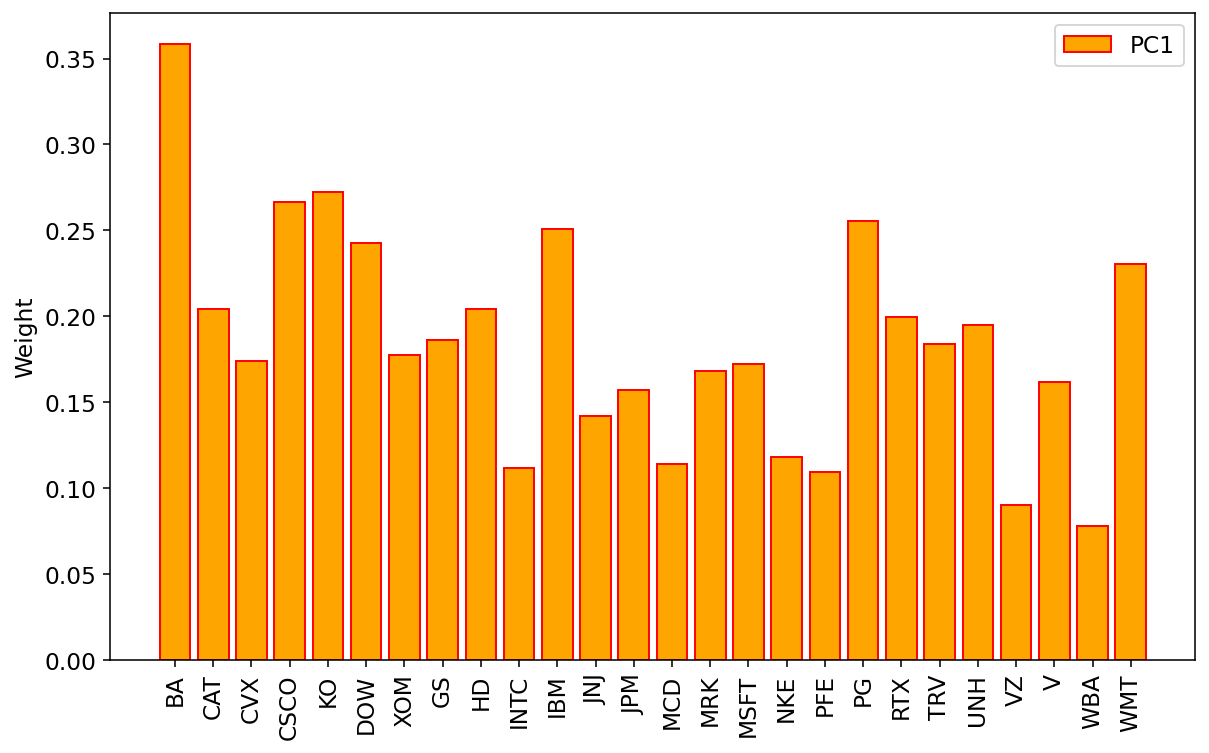 PC1
Weight
0.35
0.30
0.25
0.20
0.15
0.10
0.05
0.00
BA
CAT
CVX
CSCO
KO
DOW
XOM
GS
HD
INTC
IBM
JNJ
JPM
MCD
MRK
MSFT
NKE
PFE
PG
RTX
TRV
UNH
VZ
V
WBA
WMT